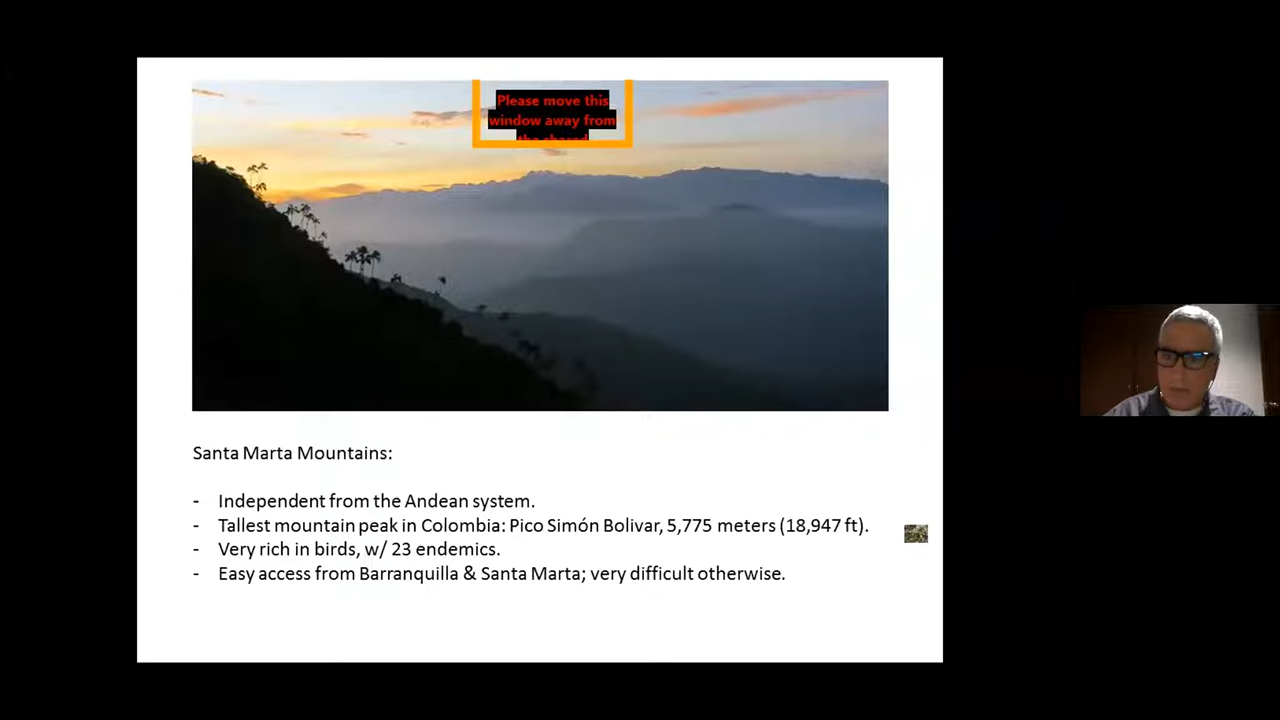 Please move this
window away from
the shared
Santa Marta Mountains:
- Independent from the Andean system.
- Tallest mountain peak in Colombia: Pico Simón Bolivar, 5,775 meters (18,947 ft).
- Very rich in birds, w/ 23 endemics.
- Easy access from Barranquilla & Santa Marta; very difficult otherwise.